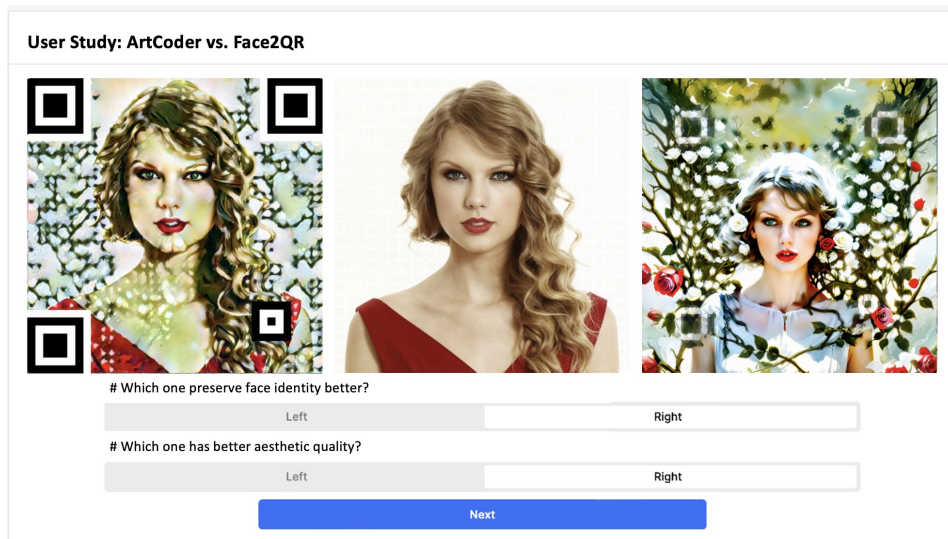 User Study: ArtCoder vs. Face2QR
# Which one preserve face identity better?
Left Right
# Which one has better aesthetic quality?
Left Right
Next